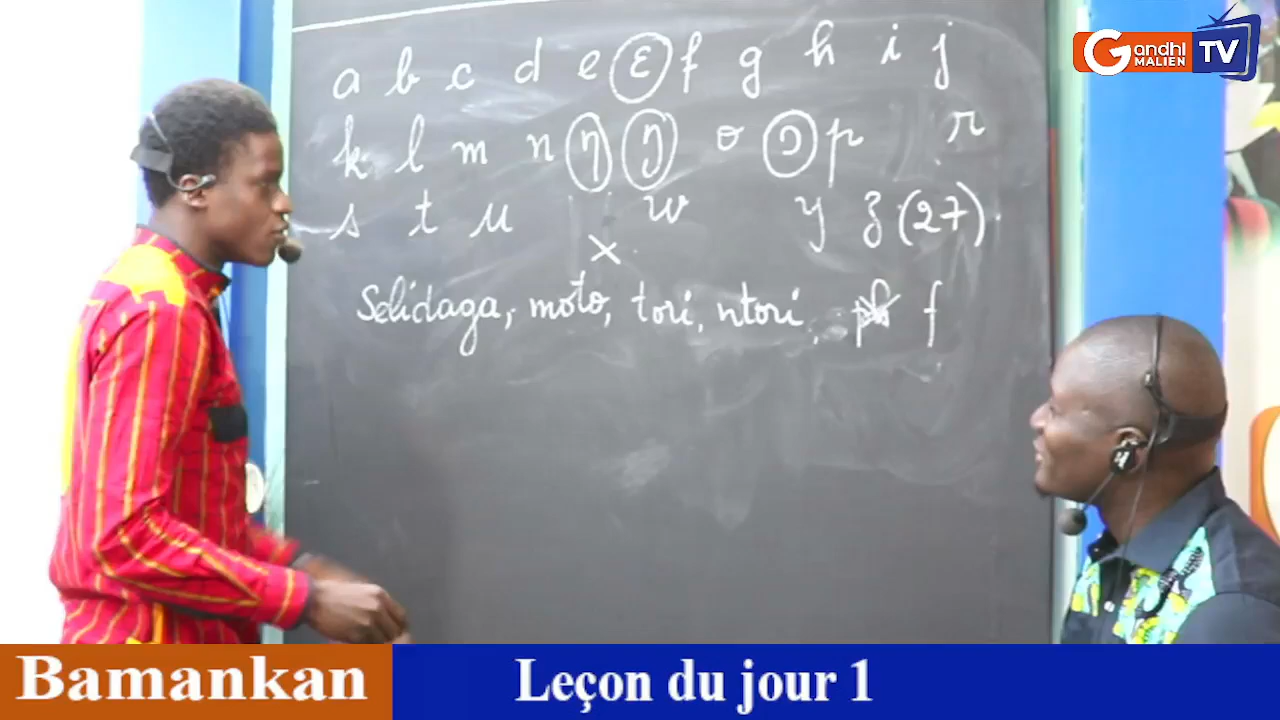 a b c d e ɛ f g h i j
k l m n ɲ ŋ o ɔ p r
s t u w y z (27)
x
Selidaga, moto, tori, ntori, f
Gandhi
MALIEN
TV
Bamankan
Leçon du jour 1